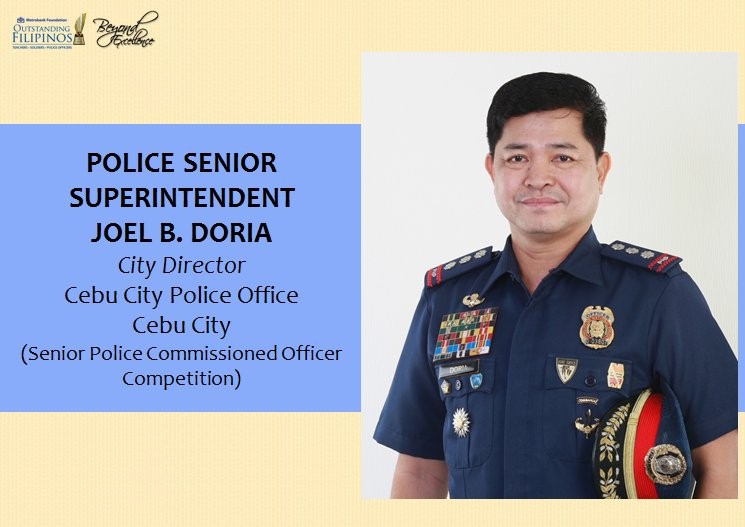 Metrobank Foundation
OUTSTANDING
FILIPINOS
TEACHERS • SOLDIERS • POLICE OFFICERS
Beyond
Excellence
POLICE SENIOR
SUPERINTENDENT
JOEL B. DORIA
City Director
Cebu City Police Office
Cebu City
(Senior Police Commissioned Officer
Competition)
OFFICER
DORIA